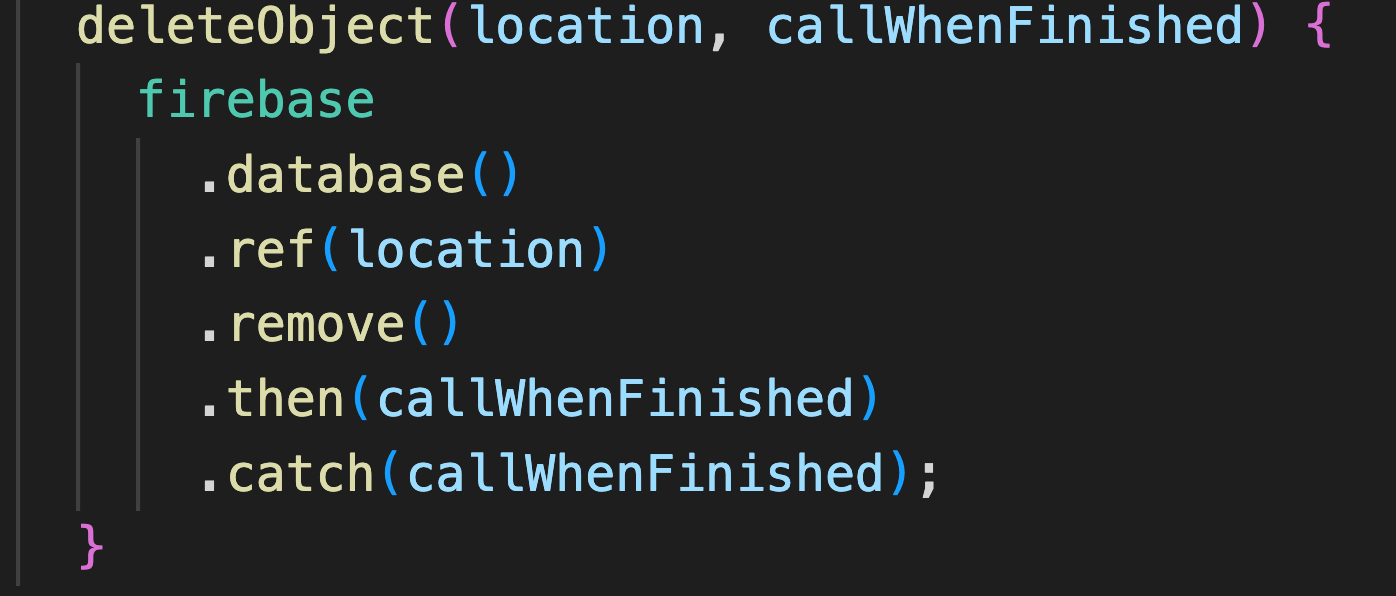 deleteObject(location, callWhenFinished) {
firebase
.database()
.ref(location)
.remove()
.then(callWhenFinished)
.catch(callWhenFinished);
}